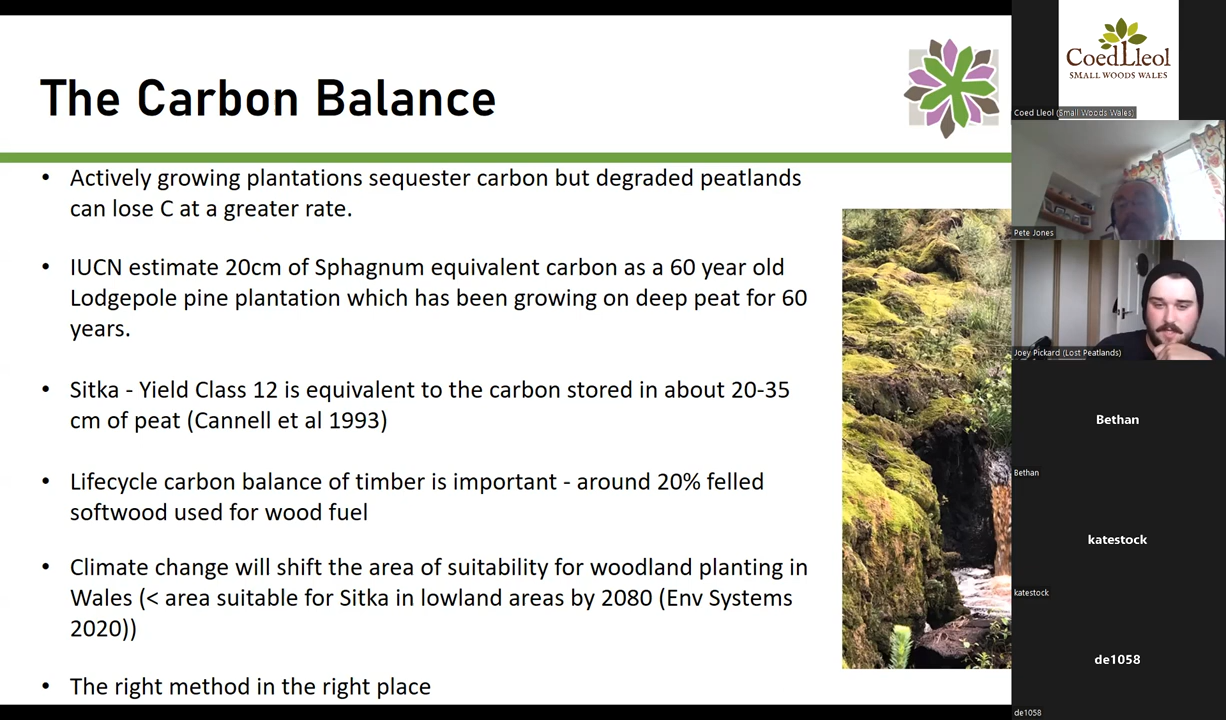 The Carbon Balance
• Actively growing plantations sequester carbon but degraded peatlands
can lose C at a greater rate.
• IUCN estimate 20cm of Sphagnum equivalent carbon as a 60 year old
Lodgepole pine plantation which has been growing on deep peat for 60
years.
• Sitka - Yield Class 12 is equivalent to the carbon stored in about 20-35
cm of peat (Cannell et al 1993)
• Lifecycle carbon balance of timber is important - around 20% felled
softwood used for wood fuel
• Climate change will shift the area of suitability for woodland planting in
Wales (< area suitable for Sitka in lowland areas by 2080 (Env Systems
2020))
• The right method in the right place
CoedLleol
SMALL WOODS WALES
Coed Lleol (Small Woods Wales)
Pete Jones
Joey Pickard (Lost Peatlands)
Bethan
Bethan
katestock
katestock
de1058
de1058